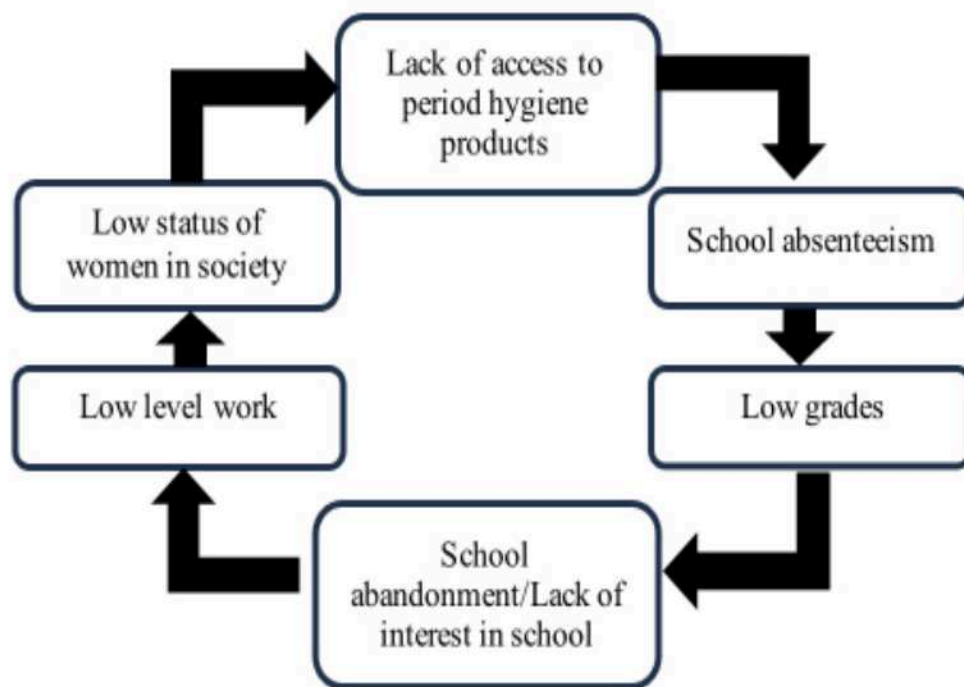 Lack of access to
period hygiene
products
School absenteeism
Low grades
School
abandonment/Lack of
interest in school
Low level work
Low status of
women in society